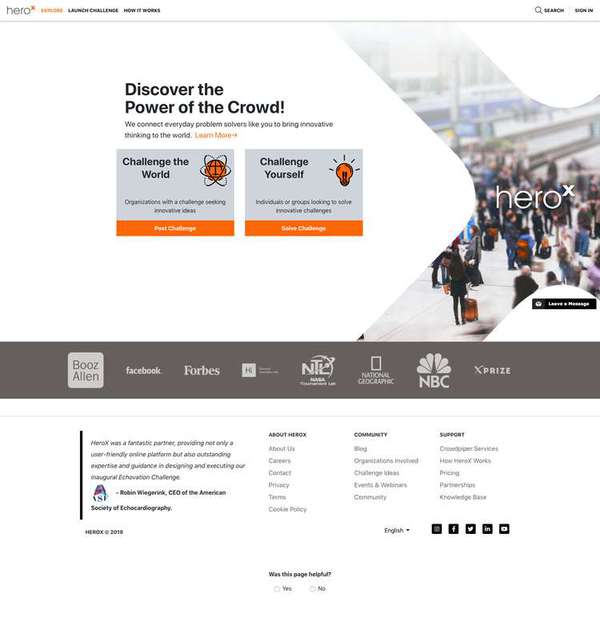 herox EXPLORE LAUNCH CHALLENGE HOW IT WORKS SEARCH SIGN IN
Discover the
Power of the Crowd!
We connect everyday problem solvers like you to bring innovative
thinking to the world. Learn More→
Challenge the
World
Organizations with a challenge seeking
innovative ideas
Post Challenge
Challenge
Yourself
Individuals or groups looking to solve
innovative challenges
Solve Challenge
herox
Leave a Message
Booz
Allen
facebook
Forbes
Hi
NTL
NASA
Tournament Lab
NATIONAL
GEOGRAPHIC
NBC
XPRIZE
HeroX was a fantastic partner, providing not only a
user-friendly online platform but also outstanding
expertise and guidance in designing and executing our
inaugural Echovation Challenge.
– Robin Wiegerink, CEO of the American
Society of Echocardiography.
ABOUT HEROX
About Us
Careers
Contact
Privacy
Terms
Cookie Policy
COMMUNITY
Blog
Organizations Involved
Challenge Ideas
Events & Webinars
Community
SUPPORT
Crowdpiper Services
How HeroX Works
Pricing
Partnerships
Knowledge Base
HEROX © 2019
English
Was this page helpful?
Yes No